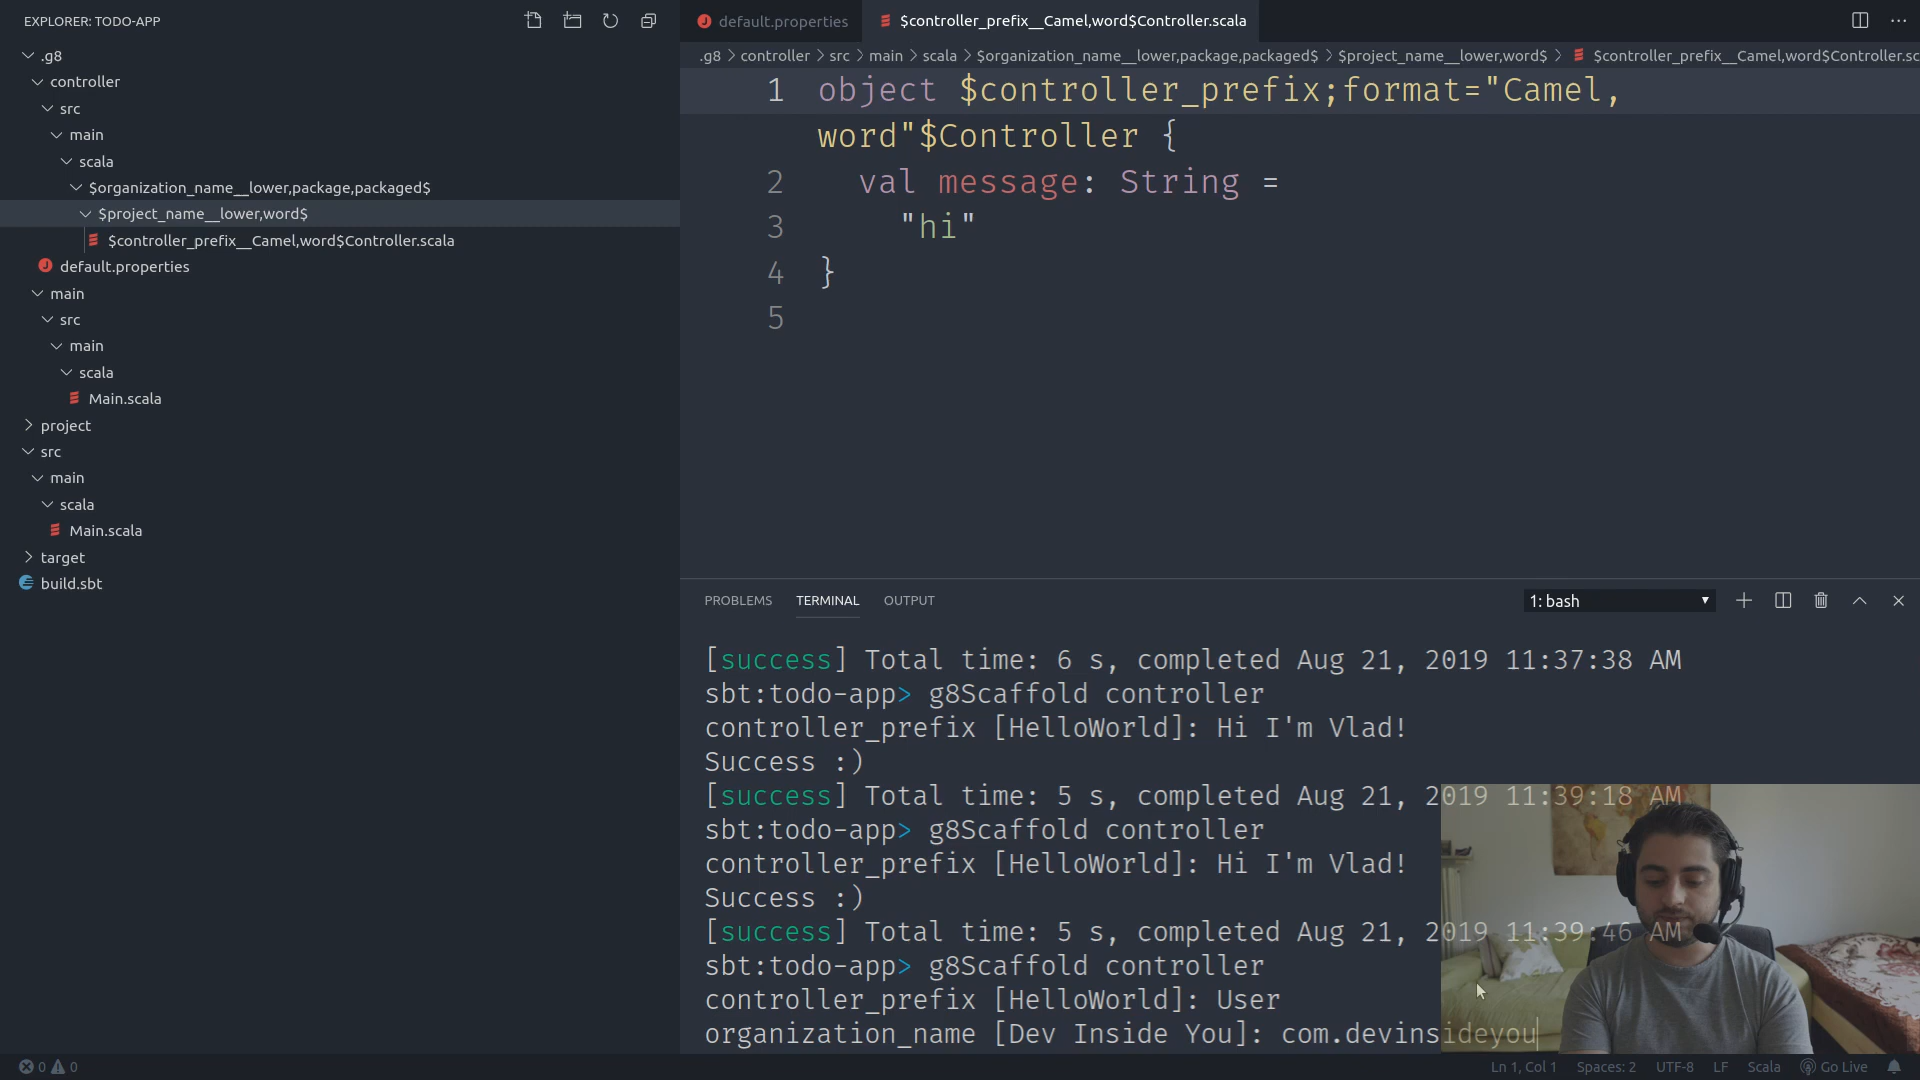 EXPLORER: TODO-APP
.g8
controller
src
main
scala
$organization_name__lower,package,packaged$
$project_name__lower,word$
$controller_prefix__Camel,word$Controller.scala
default.properties
main
src
main
scala
Main.scala
project
src
main
scala
Main.scala
target
build.sbt
default.properties
$controller_prefix__Camel,word$Controller.scala
.g8 > controller > src > main > scala > $organization_name__lower,package,packaged$ > $project_name__lower,word$ > $controller_prefix__Camel,word$Controller.sc
1 object $controller_prefix;format="Camel,
word"$Controller {
2 val message: String =
3 "hi"
4 }
5
PROBLEMS TERMINAL OUTPUT
1: bash
[success] Total time: 6 s, completed Aug 21, 2019 11:37:38 AM
sbt:todo-app> g8Scaffold controller
controller_prefix [HelloWorld]: Hi I'm Vlad!
Success :)
[success] Total time: 5 s, completed Aug 21, 2019 11:39:18 AM
sbt:todo-app> g8Scaffold controller
controller_prefix [HelloWorld]: Hi I'm Vlad!
Success :)
[success] Total time: 5 s, completed Aug 21, 2019 11:39:46 AM
sbt:todo-app> g8Scaffold controller
controller_prefix [HelloWorld]: User
organization_name [Dev Inside You]: com.devinsideyou
0 0
Ln 1, Col 1 Spaces: 2 UTF-8 LF Scala Go Live